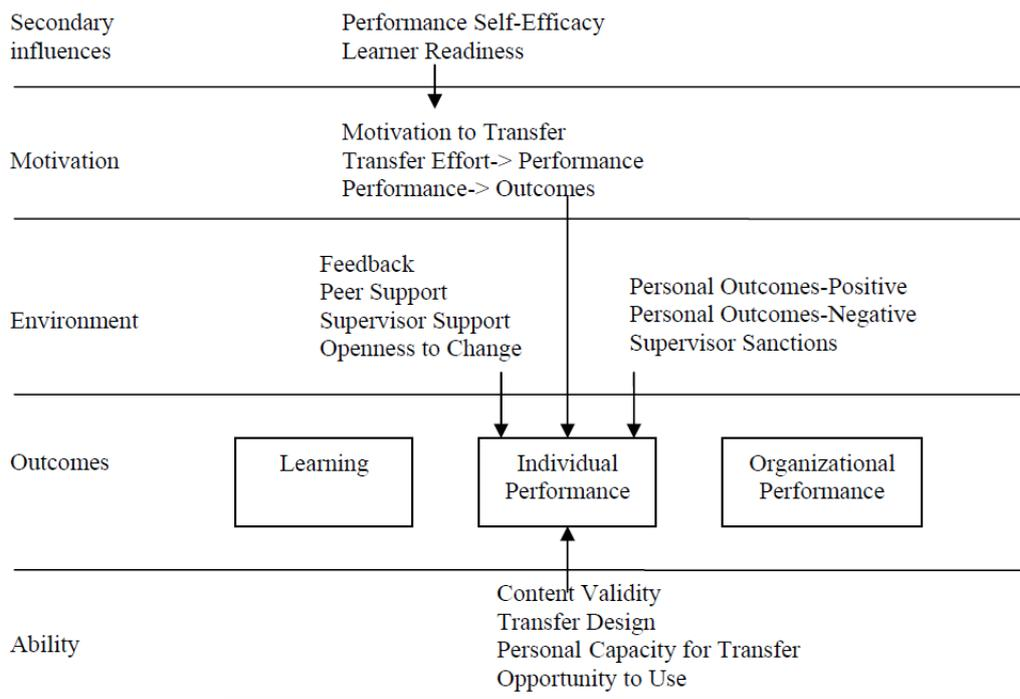 Secondary
influences
Performance Self-Efficacy
Learner Readiness
Motivation
Motivation to Transfer
Transfer Effort-> Performance
Performance-> Outcomes
Environment
Feedback
Peer Support
Supervisor Support
Openness to Change
Personal Outcomes-Positive
Personal Outcomes-Negative
Supervisor Sanctions
Outcomes
Learning
Individual
Performance
Organizational
Performance
Ability
Content Validity
Transfer Design
Personal Capacity for Transfer
Opportunity to Use